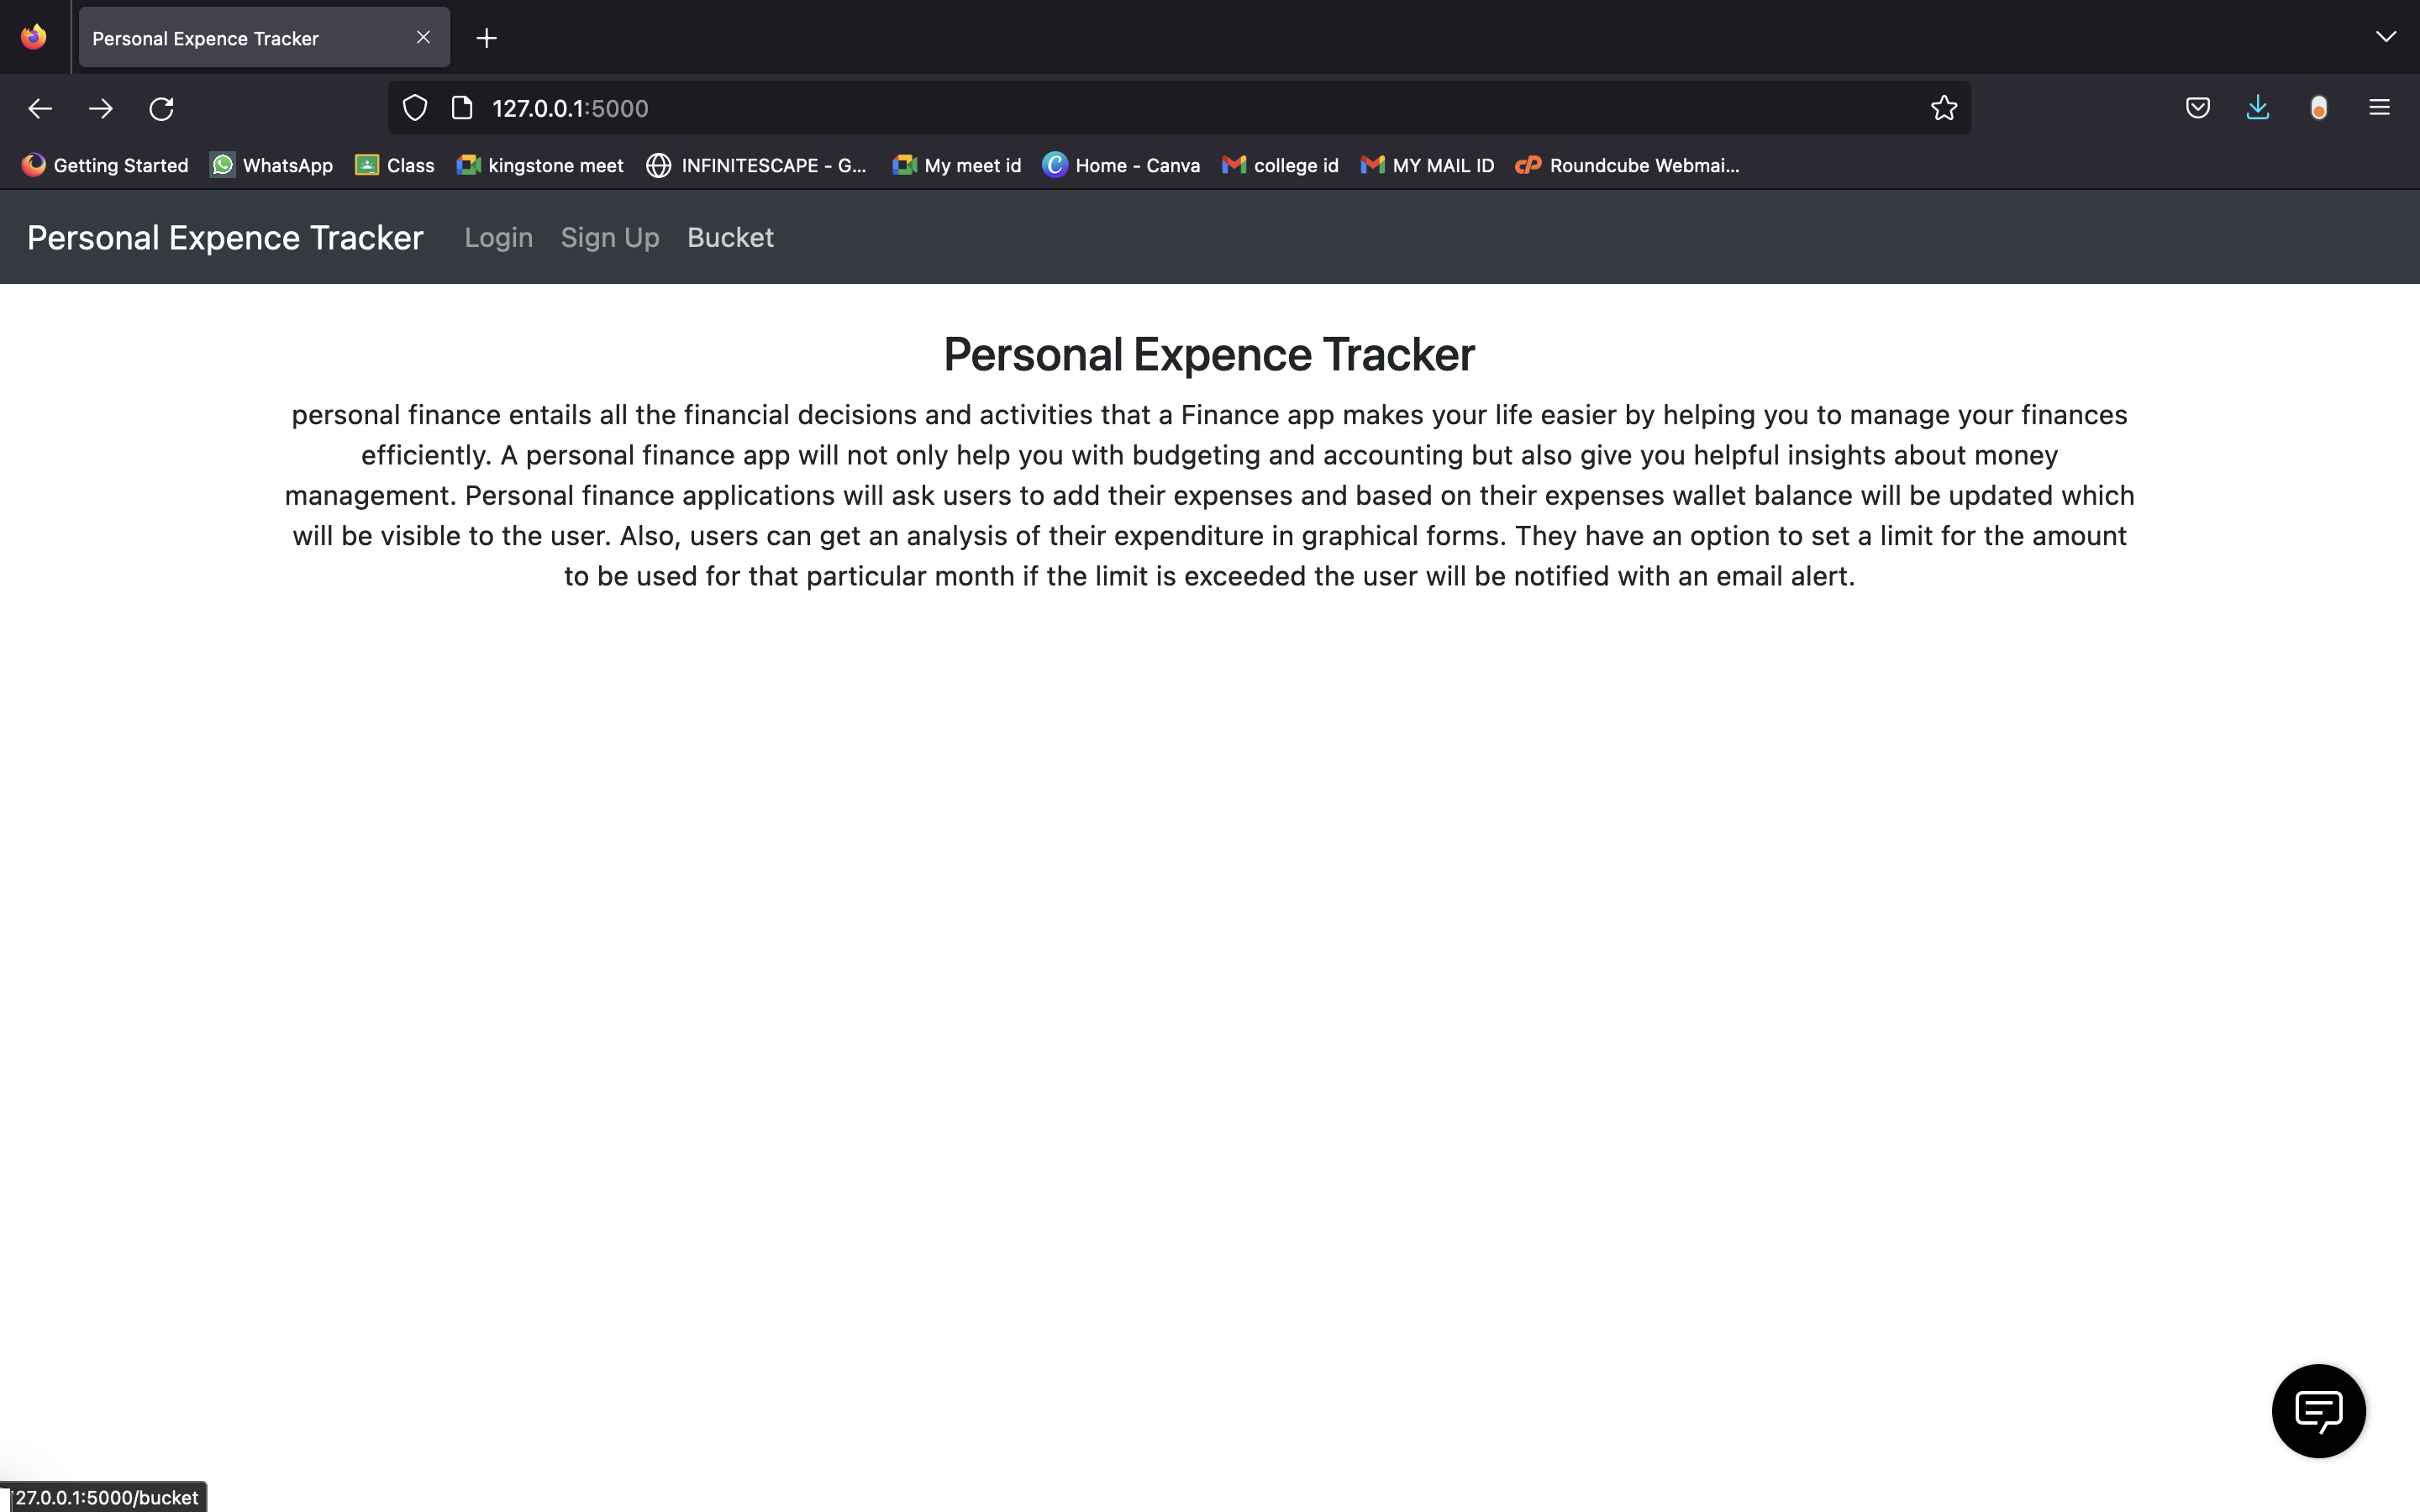 Personal Expence Tracker
127.0.0.1:5000
Getting Started WhatsApp Class kingstone meet INFINITESCAPE - G... My meet id Home - Canva college id MY MAIL ID Roundcube Webmai...
Personal Expence Tracker Login Sign Up Bucket
Personal Expence Tracker
personal finance entails all the financial decisions and activities that a Finance app makes your life easier by helping you to manage your finances
efficiently. A personal finance app will not only help you with budgeting and accounting but also give you helpful insights about money
management. Personal finance applications will ask users to add their expenses and based on their expenses wallet balance will be updated which
will be visible to the user. Also, users can get an analysis of their expenditure in graphical forms. They have an option to set a limit for the amount
to be used for that particular month if the limit is exceeded the user will be notified with an email alert.
27.0.0.1:5000/bucket